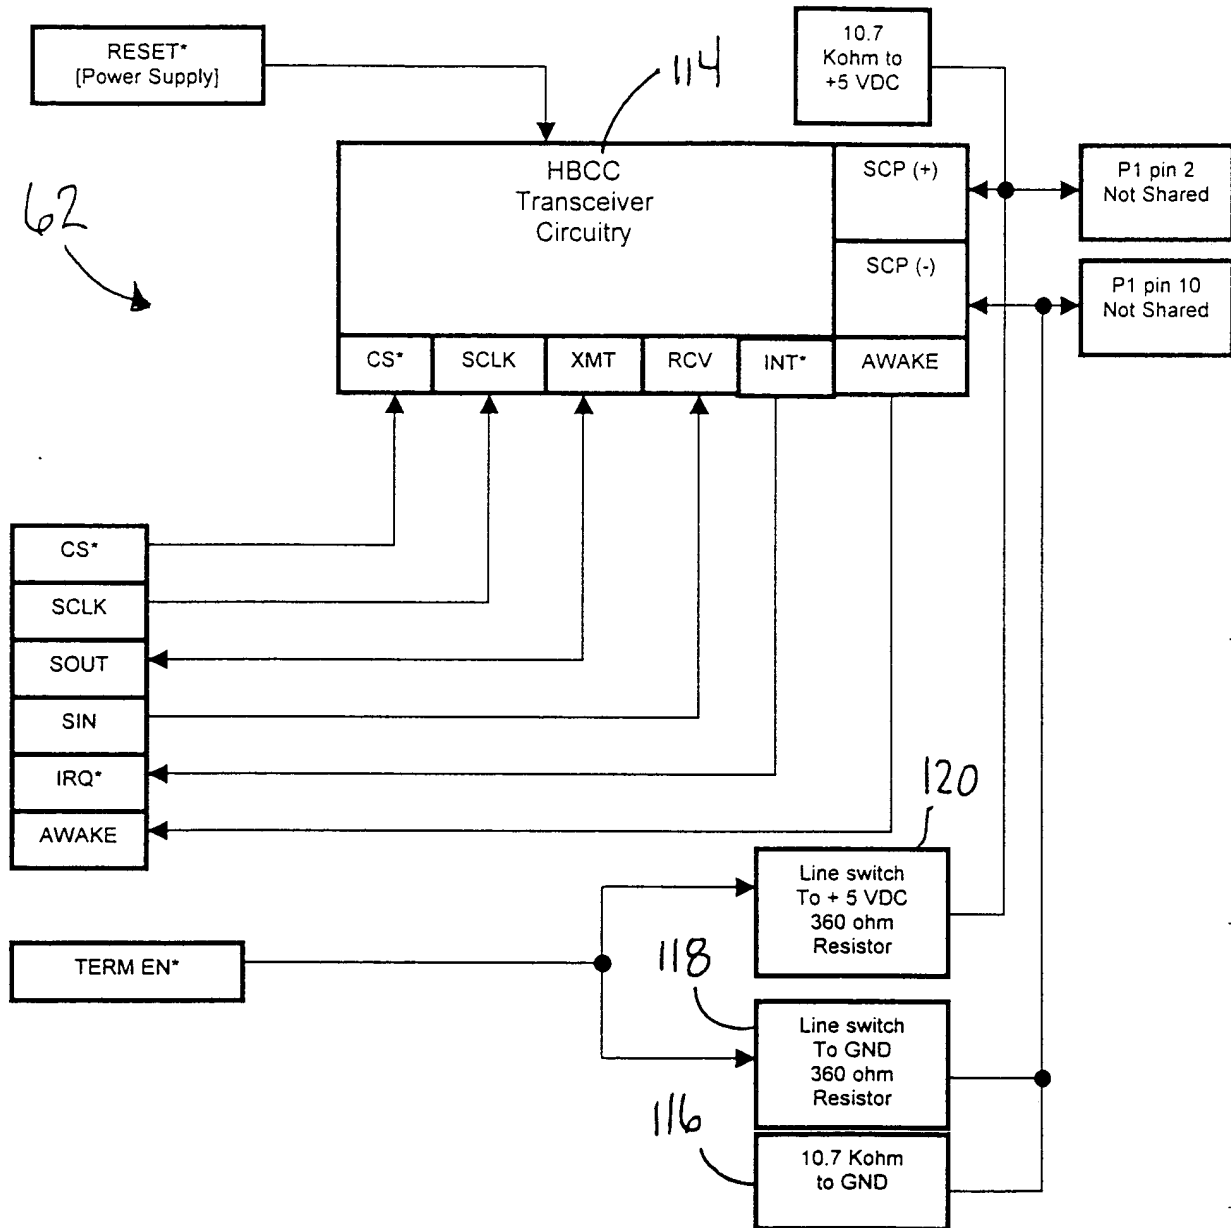 RESET*
[Power Supply]
10.7
Kohm to
+5 VDC
114
HBCC
Transceiver
Circuitry
SCP (+)
P1 pin 2
Not Shared
62
SCP (-)
P1 pin 10
Not Shared
CS*
SCLK
XMT
RCV
INT*
AWAKE
CS*
SCLK
SOUT
SIN
IRQ*
AWAKE
120
Line switch
To + 5 VDC
360 ohm
Resistor
TERM EN*
118
Line switch
To GND
360 ohm
Resistor
116
10.7 Kohm
to GND